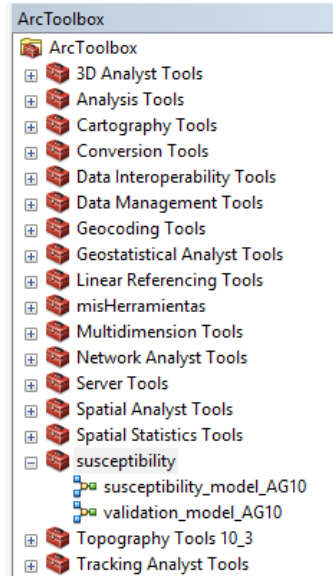 ArcToolbox
ArcToolbox
3D Analyst Tools
Analysis Tools
Cartography Tools
Conversion Tools
Data Interoperability Tools
Data Management Tools
Geocoding Tools
Geostatistical Analyst Tools
Linear Referencing Tools
misHerramientas
Multidimension Tools
Network Analyst Tools
Server Tools
Spatial Analyst Tools
Spatial Statistics Tools
susceptibility
susceptibility_model_AG10
validation_model_AG10
Topography Tools 10_3
Tracking Analyst Tools